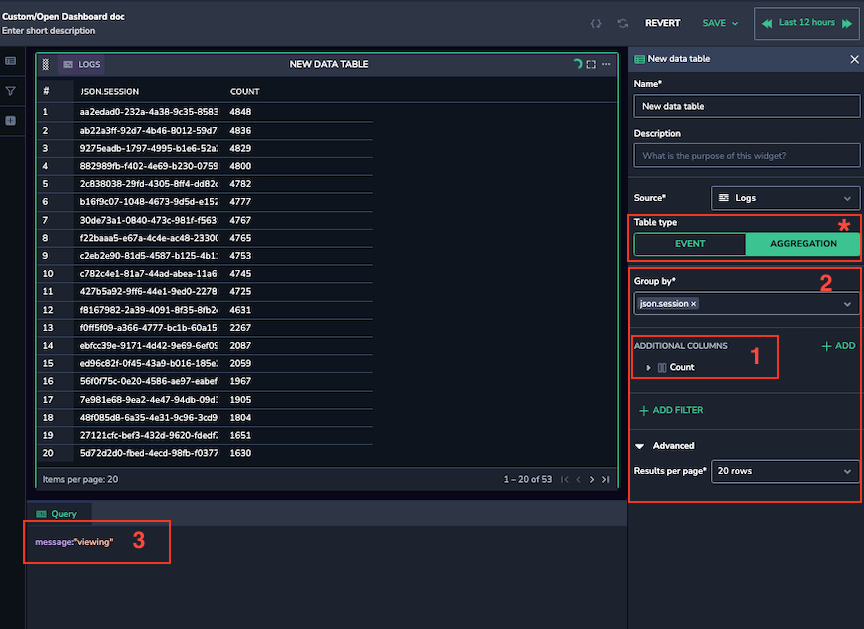 Custom/Open Dashboard doc
Enter short description
REVERT
SAVE
Last 12 hours
LOGS
NEW DATA TABLE
# JSON.SESSION COUNT
1 aa2edad0-232a-4a38-9c35-8583 4848
2 ab22a3ff-92d7-4b46-8012-59d7 4836
3 9275eadb-1797-4995-b1e6-52a 4829
4 882989fb-f402-4e69-b230-0759 4800
5 2c838038-29fd-4305-8ff4-dd82c 4782
6 b16f9c07-1048-4673-9d5d-e152 4777
7 30de73a1-0840-473c-981f-f563 4767
8 f22baaa5-e67a-4c4e-ac48-2330 4765
9 c2eb2e90-81d5-4587-b125-4b1 4753
10 c782c4e1-81a7-44ad-abea-11a6 4745
11 427b5a92-9ff6-44e1-9ed0-2278 4725
12 f8167982-2a39-4091-8f35-8fb2 4631
13 f0ff5f09-a366-4777-bc1b-60a15 2267
14 ebfcc39e-9171-4d42-9e69-6ef0 2087
15 ed96c82f-0f45-43a9-b016-185e 2059
16 56f0f75c-0e20-4586-ae97-eabef 1967
17 7e981e68-9ea2-4e47-94db-09d 1905
18 48f085d8-6a35-4e31-9c96-3cd9 1804
19 27121cfc-bef3-432d-9620-fdedf 1651
20 5d72d2d0-fbed-4ecd-98fb-f0377 1630
Items per page: 20
1 – 20 of 53
Query
message:"viewing"
3
New data table
Name*
New data table
Description
What is the purpose of this widget?
Source*
Logs
Table type
*
EVENT
AGGREGATION
Group by*
2
json.session ×
ADDITIONAL COLUMNS
1
+ ADD
Count
+ ADD FILTER
Advanced
Results per page*
20 rows